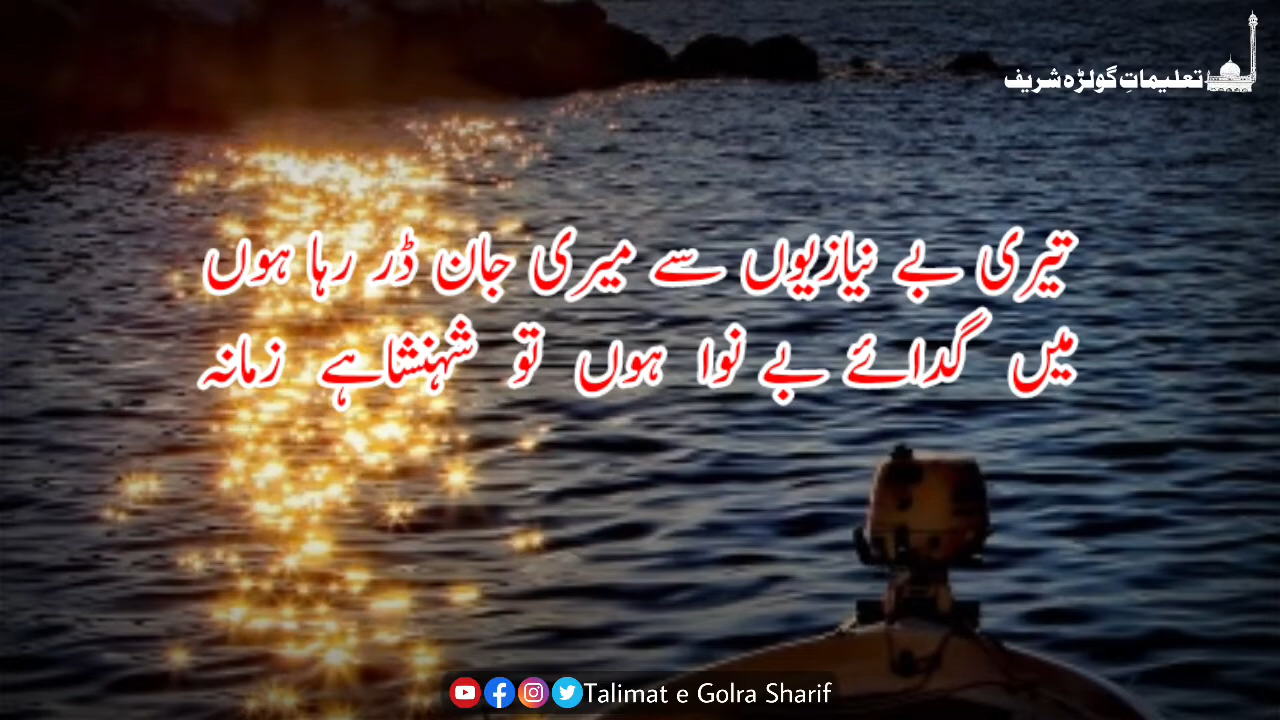 تعلیماتِ گولڑہ شریف
تیری بے نیازیوں سے میری جان ڈر رہا ہوں
میں گدائے بے نوا ہوں تو شہنشاہے زمانہ
Talimat e Golra Sharif